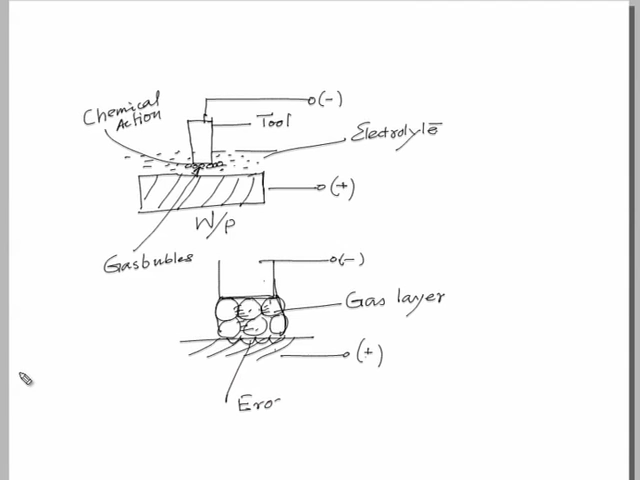 Chemical
Action
(-)
Tool
Electrolyte
(+)
W/p
Gasbubles
(-)
Gas layer
(+)
Ero